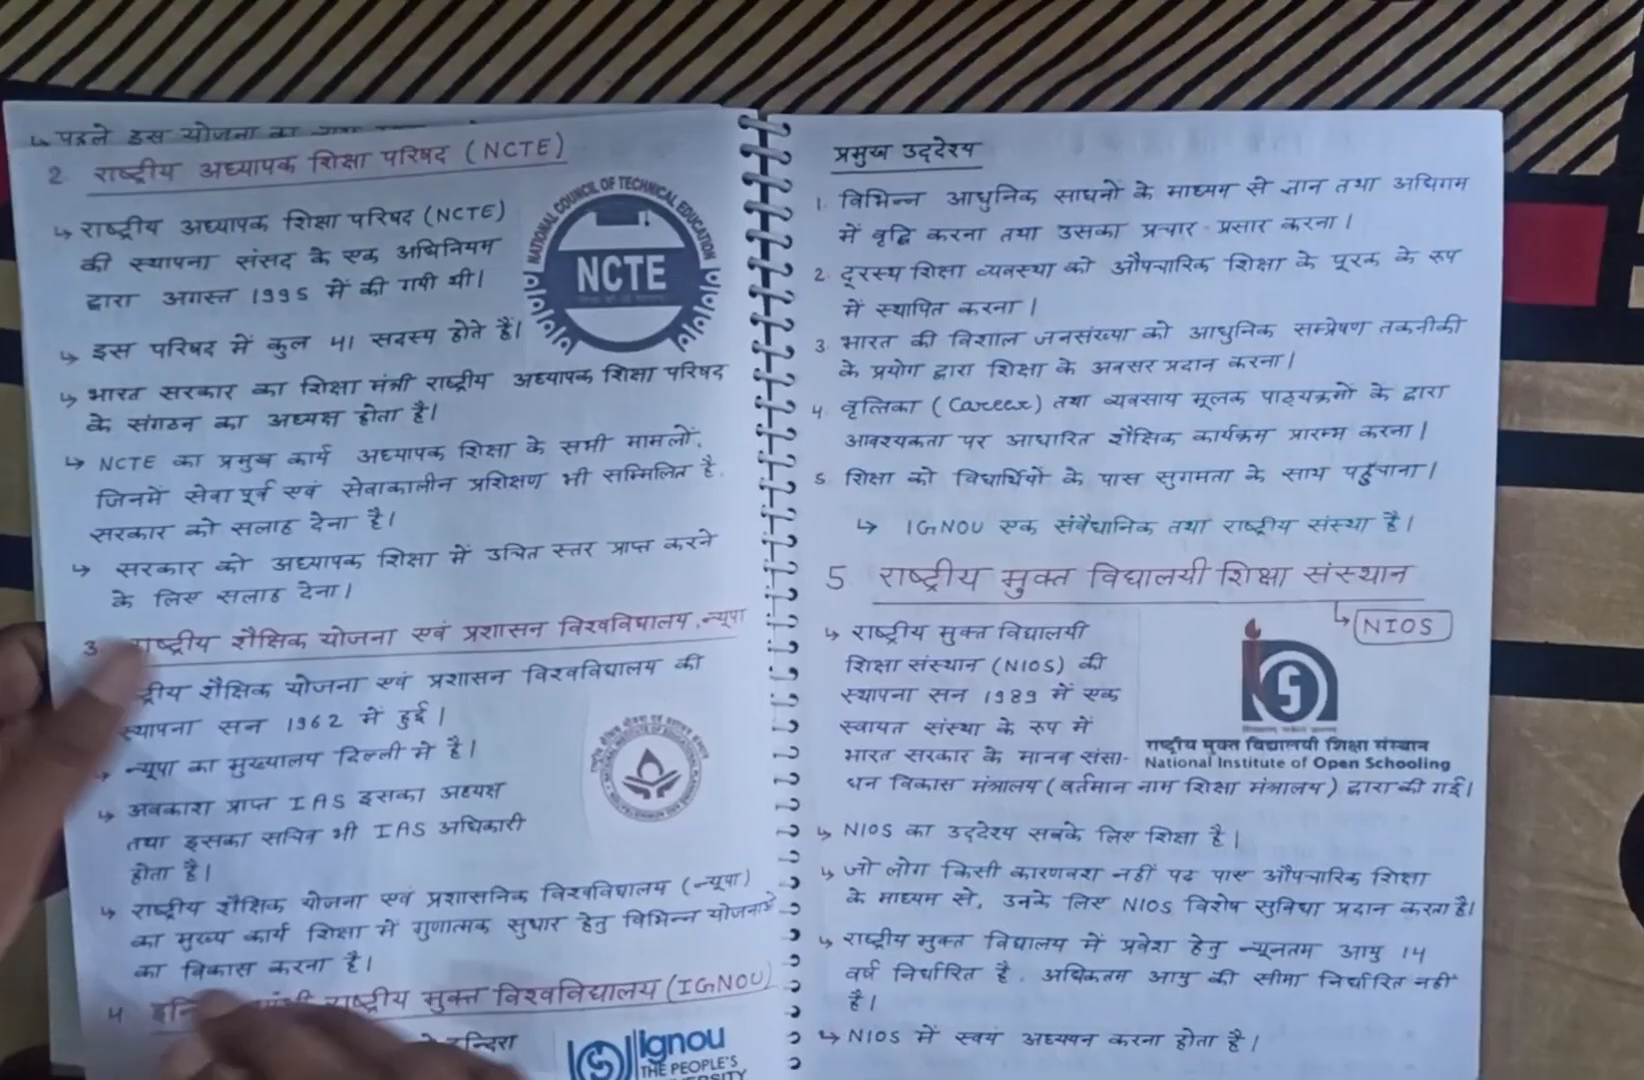 ↳ पहले इस योजना का
2 राष्ट्रीय अध्यापक शिक्षा परिषद (NCTE)
↳ राष्ट्रीय अध्यापक शिक्षा परिषद (NCTE)
की स्थापना संसद के एक अधिनियम
द्वारा अगस्त 1995 में की गयी थी।
NATIONAL COUNCIL OF TECHNICAL EDUCATION
NCTE
↳ इस परिषद में कुल 41 सदस्य होते हैं।
↳ भारत सरकार का शिक्षा मंत्री राष्ट्रीय अध्यापक शिक्षा परिषद
के संगठन का अध्यक्ष होता है।
↳ NCTE का प्रमुख कार्य अध्यापक शिक्षा के सभी मामलों,
जिनमें सेवा पूर्व एवं सेवाकालीन प्रशिक्षण भी सम्मिलित है,
सरकार को सलाह देना है।
↳ सरकार को अध्यापक शिक्षा में उचित स्तर प्राप्त करने
के लिए सलाह देना।
3 राष्ट्रीय शैक्षिक योजना एवं प्रशासन विश्वविद्यालय, न्यूपा
ट्रीय शैक्षिक योजना एवं प्रशासन विश्वविद्यालय की
स्थापना सन 1962 में हुई।
↳ न्यूपा का मुख्यालय दिल्ली में है।
↳ अवकाश प्राप्त IAS इसका अध्यक्ष
तथा इसका सचिव भी IAS अधिकारी
होता है।
↳ राष्ट्रीय शैक्षिक योजना एवं प्रशासनिक विश्वविद्यालय (न्यूपा)
का मुख्य कार्य शिक्षा में गुणात्मक सुधार हेतु विभिन्न योजनाओं
का विकास करना है।
4 राष्ट्रीय मुक्त विश्वविद्यालय (IGNOU)
इन्दिरा
ignou
THE PEOPLE'S
प्रमुख उद्देश्य
1. विभिन्न आधुनिक साधनों के माध्यम से ज्ञान तथा अधिगम
में वृद्धि करना तथा उसका प्रचार-प्रसार करना।
2. दूरस्थ शिक्षा व्यवस्था को औपचारिक शिक्षा के पूरक के रूप
में स्थापित करना।
3. भारत की विशाल जनसंख्या को आधुनिक सम्प्रेषण तकनीकी
के प्रयोग द्वारा शिक्षा के अवसर प्रदान करना।
4. वृत्तिका (Career) तथा व्यवसाय मूलक पाठ्यक्रमों के द्वारा
आवश्यकता पर आधारित शैक्षिक कार्यक्रम प्रारम्भ करना।
5. शिक्षा को विद्यार्थियों के पास सुगमता के साथ पहुँचाना।
↳ IGNOU एक संवैधानिक तथा राष्ट्रीय संस्था है।
5 राष्ट्रीय मुक्त विद्यालयी शिक्षा संस्थान
↳ NIOS
↳ राष्ट्रीय मुक्त विद्यालयी
शिक्षा संस्थान (NIOS) की
स्थापना सन 1989 में एक
स्वायत संस्था के रूप में
भारत सरकार के मानव संसा-
राष्ट्रीय मुक्त विद्यालयी शिक्षा संस्थान
National Institute of Open Schooling
धन विकास मंत्रालय (वर्तमान नाम शिक्षा मंत्रालय) द्वारा की गई।
↳ NIOS का उद्देश्य सबके लिए शिक्षा है।
↳ जो लोग किसी कारणवश नहीं पढ़ पाए औपचारिक शिक्षा
के माध्यम से, उनके लिए NIOS विशेष सुविधा प्रदान करता है।
↳ राष्ट्रीय मुक्त विद्यालय में प्रवेश हेतु न्यूनतम आयु 14
वर्ष निर्धारित है, अधिकतम आयु की सीमा निर्धारित नहीं
है।
↳ NIOS में स्वयं अध्ययन करना होता है।